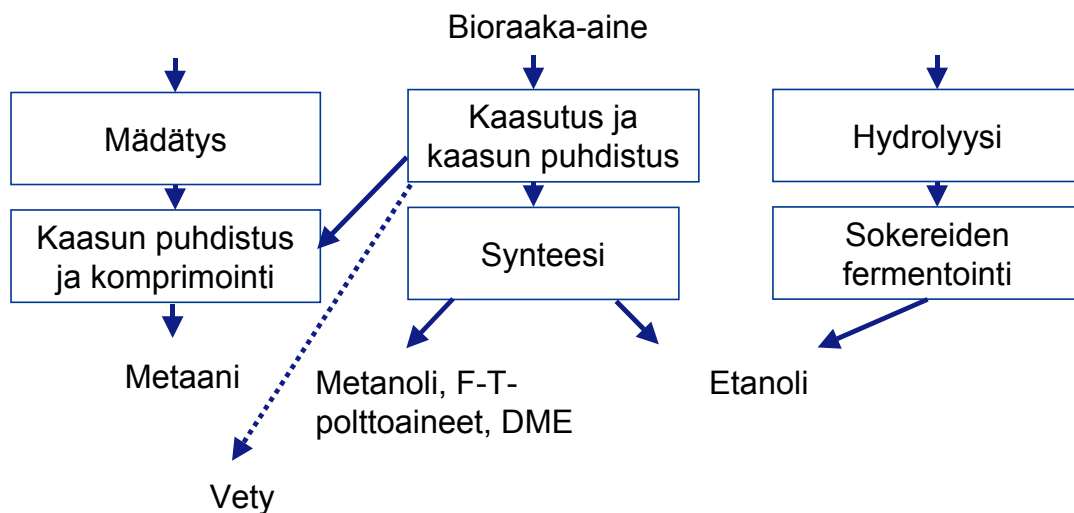 Bioraaka-aine
Mädätys
Kaasutus ja
kaasun puhdistus
Hydrolyysi
Kaasun puhdistus
ja komprimointi
Synteesi
Sokereiden
fermentointi
Metaani
Metanoli, F-T-
polttoaineet, DME
Etanoli
Vety